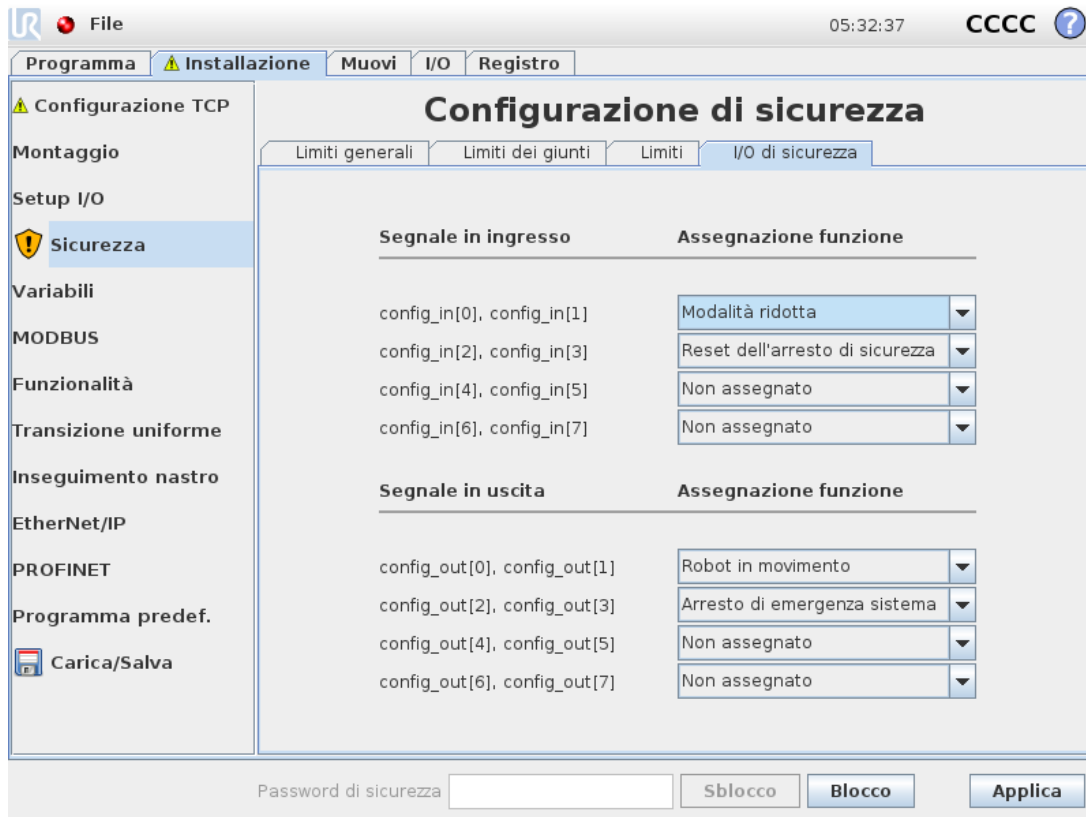 UR File 05:32:37 CCCC ?
Programma Installazione Muovi I/O Registro
Configurazione TCP
Montaggio
Setup I/O
Sicurezza
Variabili
MODBUS
Funzionalità
Transizione uniforme
Inseguimento nastro
EtherNet/IP
PROFINET
Programma predef.
Carica/Salva
Configurazione di sicurezza
Limiti generali Limiti dei giunti Limiti I/O di sicurezza
Segnale in ingresso Assegnazione funzione
config_in[0], config_in[1] Modalità ridotta
config_in[2], config_in[3] Reset dell'arresto di sicurezza
config_in[4], config_in[5] Non assegnato
config_in[6], config_in[7] Non assegnato
Segnale in uscita Assegnazione funzione
config_out[0], config_out[1] Robot in movimento
config_out[2], config_out[3] Arresto di emergenza sistema
config_out[4], config_out[5] Non assegnato
config_out[6], config_out[7] Non assegnato
Password di sicurezza Sblocco Blocco Applica